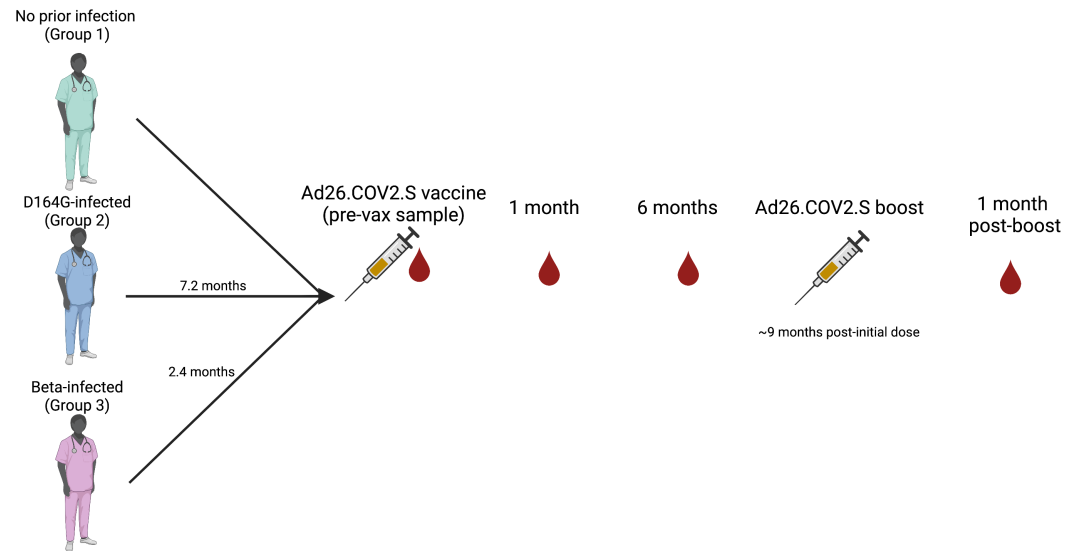 No prior infection
(Group 1)
D164G-infected
(Group 2)
7.2 months
2.4 months
Beta-infected
(Group 3)
Ad26.COV2.S vaccine
(pre-vax sample)
1 month
6 months
Ad26.COV2.S boost
~9 months post-initial dose
1 month
post-boost